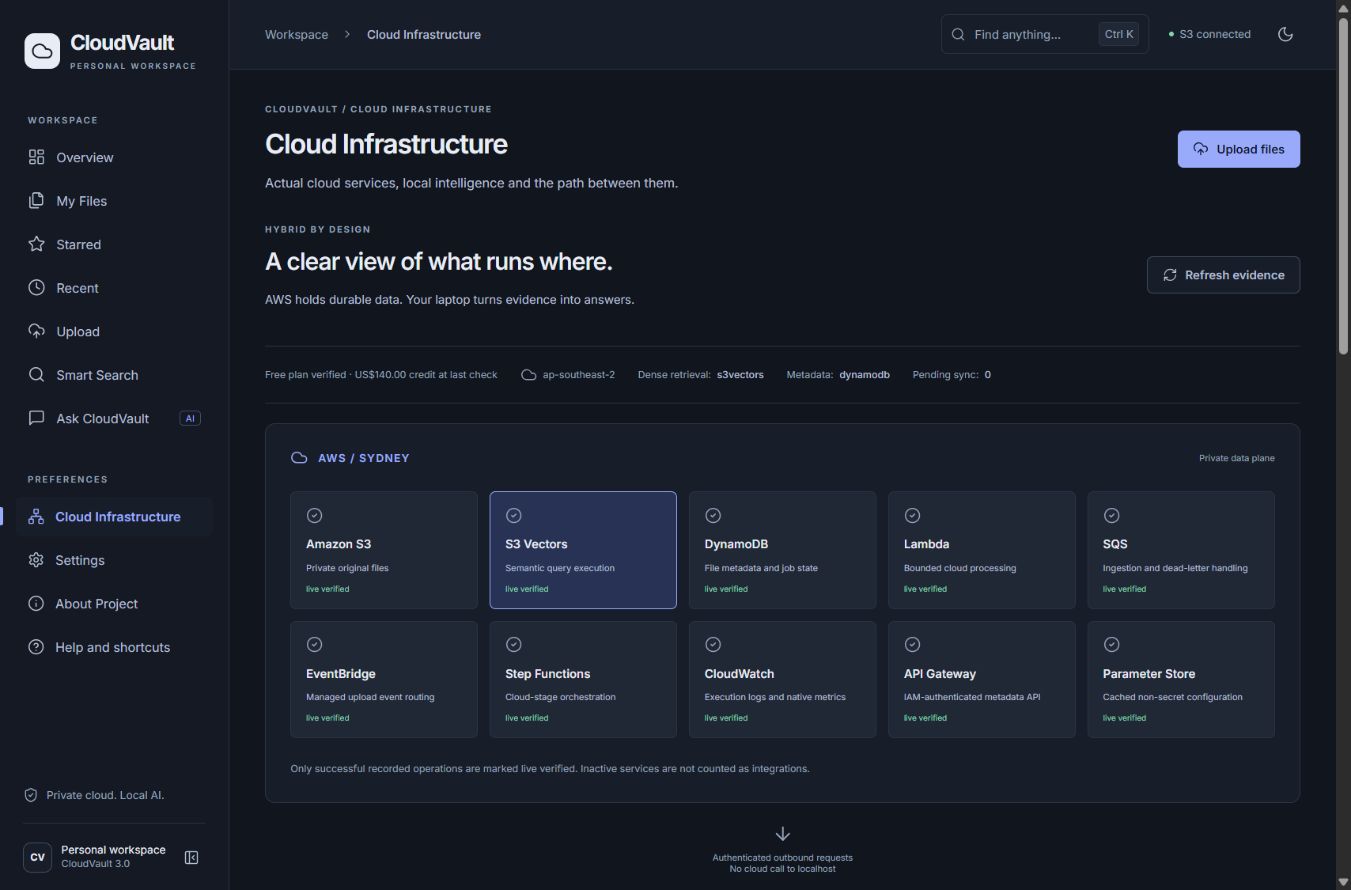 CloudVault
PERSONAL WORKSPACE
WORKSPACE
Overview
My Files
Starred
Recent
Upload
Smart Search
Ask CloudVault AI
PREFERENCES
Cloud Infrastructure
Settings
About Project
Help and shortcuts
Private cloud. Local AI.
CV
Personal workspace
CloudVault 3.0
Workspace > Cloud Infrastructure
Find anything... Ctrl K
S3 connected
CLOUDVAULT / CLOUD INFRASTRUCTURE
Cloud Infrastructure
Actual cloud services, local intelligence and the path between them.
Upload files
HYBRID BY DESIGN
A clear view of what runs where.
AWS holds durable data. Your laptop turns evidence into answers.
Refresh evidence
Free plan verified · US$140.00 credit at last check ap-southeast-2 Dense retrieval: s3vectors Metadata: dynamodb Pending sync: 0
AWS / SYDNEY
Private data plane
Amazon S3
Private original files
live verified
S3 Vectors
Semantic query execution
live verified
DynamoDB
File metadata and job state
live verified
Lambda
Bounded cloud processing
live verified
SQS
Ingestion and dead-letter handling
live verified
EventBridge
Managed upload event routing
live verified
Step Functions
Cloud-stage orchestration
live verified
CloudWatch
Execution logs and native metrics
live verified
API Gateway
IAM-authenticated metadata API
live verified
Parameter Store
Cached non-secret configuration
live verified
Only successful recorded operations are marked live verified. Inactive services are not counted as integrations.
Authenticated outbound requests
No cloud call to localhost